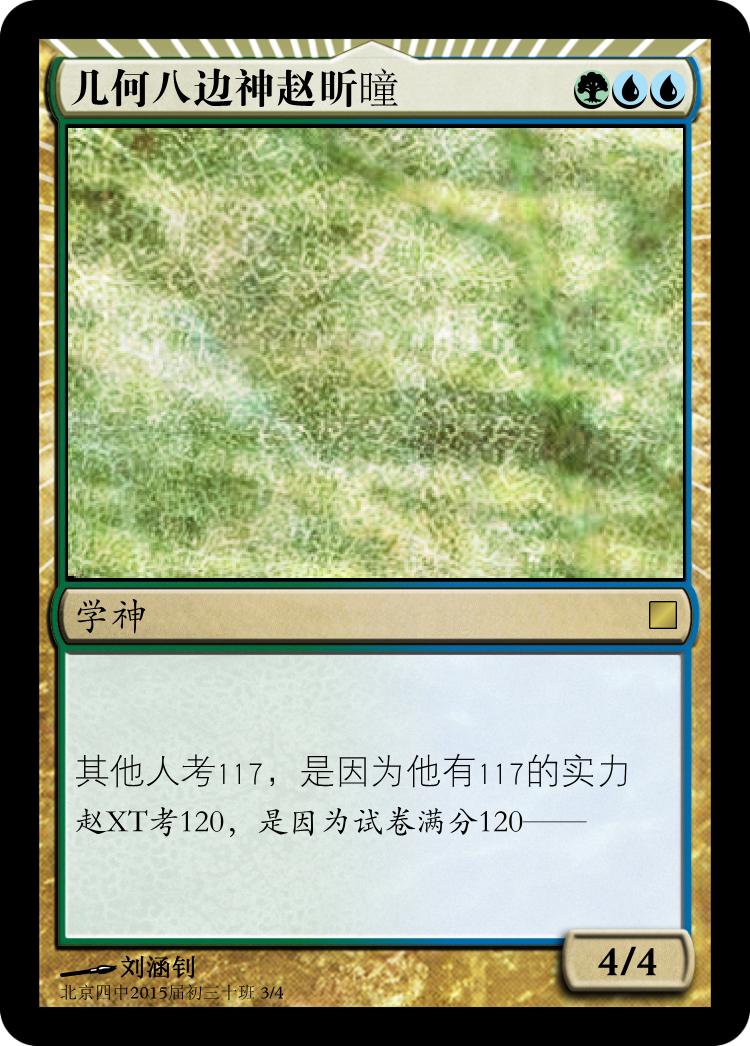 几何八边神赵昕曈
学神
其他人考117，是因为他有117的实力
赵XT考120，是因为试卷满分120——
4/4
刘涵钊
北京四中2015届初三十班 3/4